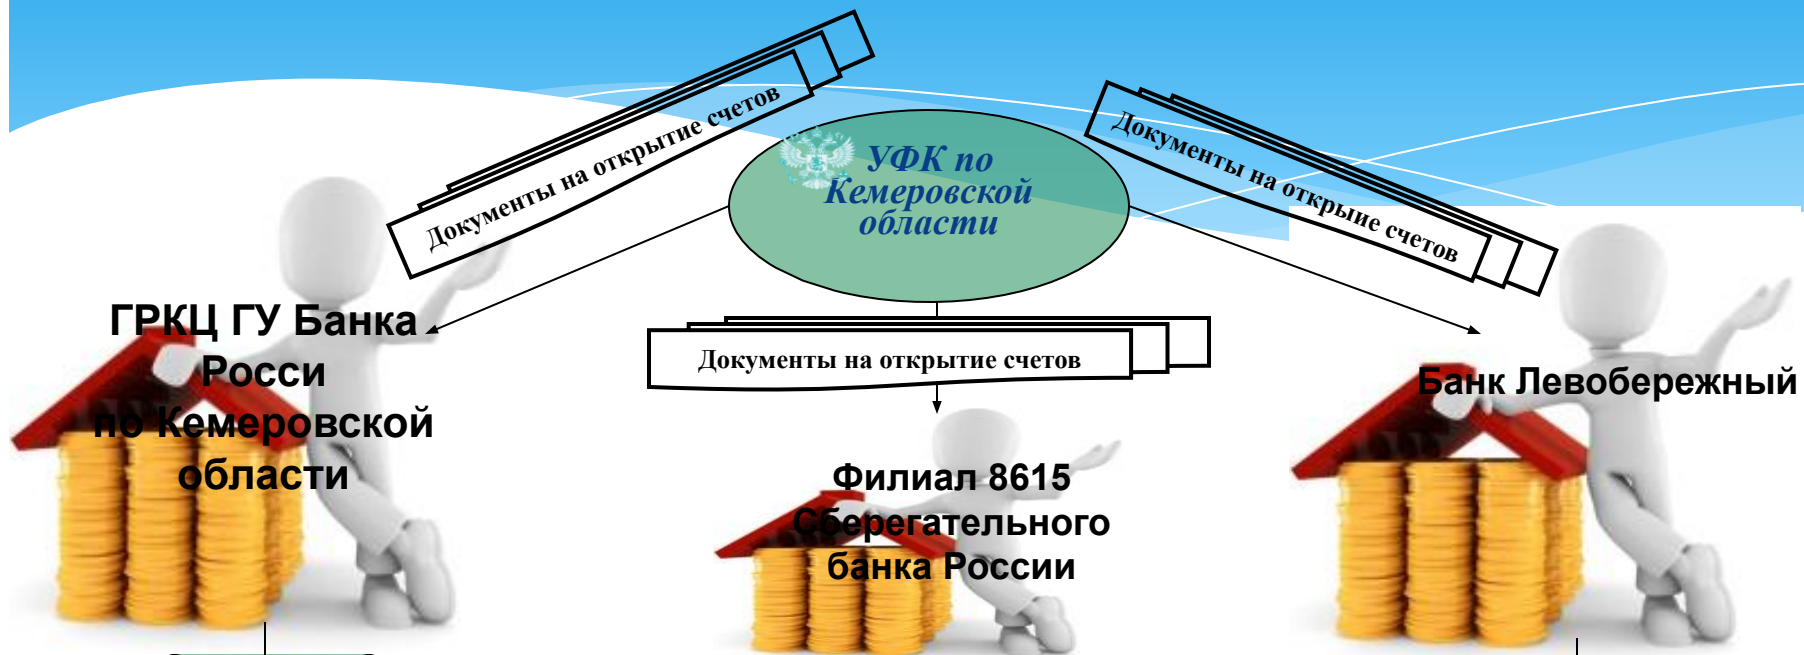 Документы на открытие счетов
УФК по
Кемеровской
области
Документы на открыие счетов
ГРКЦ ГУ Банка
Росси
по Кемеровской
области
Документы на открытие счетов
Банк Левобережный
Филиал 8615
Сберегательного
банка России